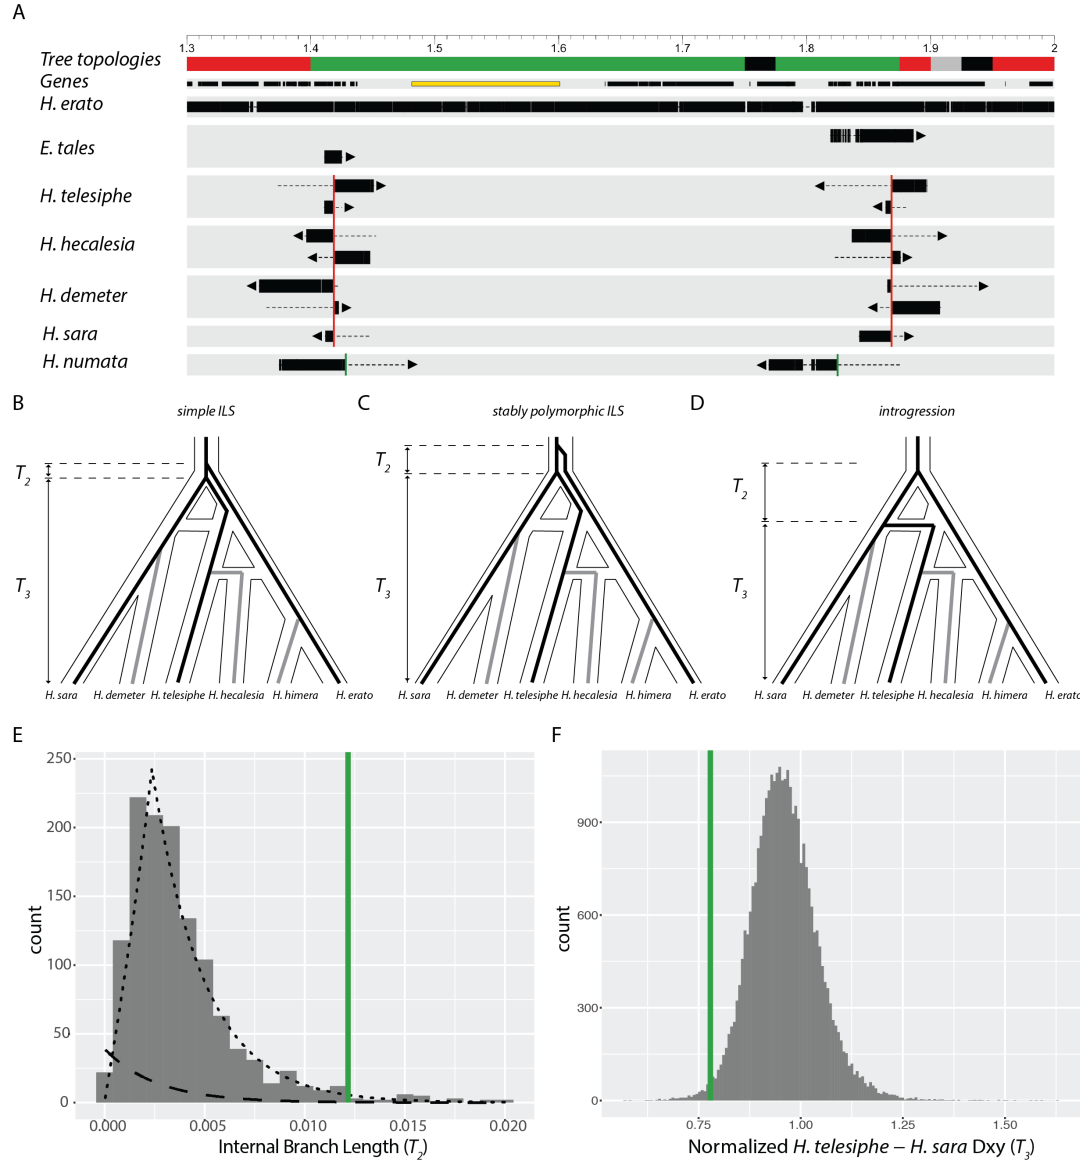 A
1.3 1.4 1.5 1.6 1.7 1.8 1.9 2
Tree topologies
Genes
H. erato
E. tales
H. telesiphe
H. hecalesia
H. demeter
H. sara
H. numata
B simple ILS
T2
T3
H. sara H. demeter H. telesiphe H. hecalesia H. himera H. erato
C stably polymorphic ILS
T2
T3
H. sara H. demeter H. telesiphe H. hecalesia H. himera H. erato
D introgression
T2
T3
H. sara H. demeter H. telesiphe H. hecalesia H. himera H. erato
E
250
200
150
100
50
0
count
0.000 0.005 0.010 0.015 0.020
Internal Branch Length (T2)
F
900
600
300
0
count
0.75 1.00 1.25 1.50
Normalized H. telesiphe – H. sara Dxy (T3)